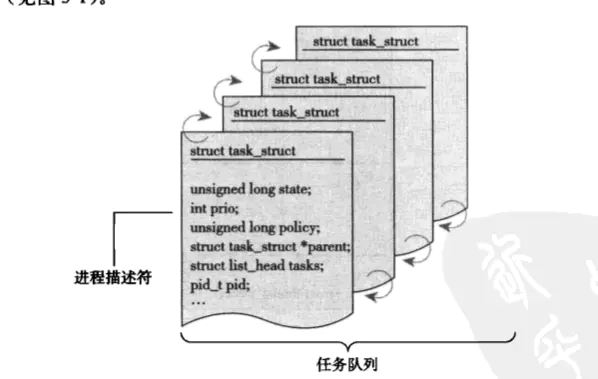 (见图 3-1)。
struct task_struct
struct task_struct
struct task_struct
struct task_struct
unsigned long state;
int prio;
unsigned long policy;
struct task_struct *parent;
struct list_head tasks;
pid_t pid;
…
进程描述符
任务队列